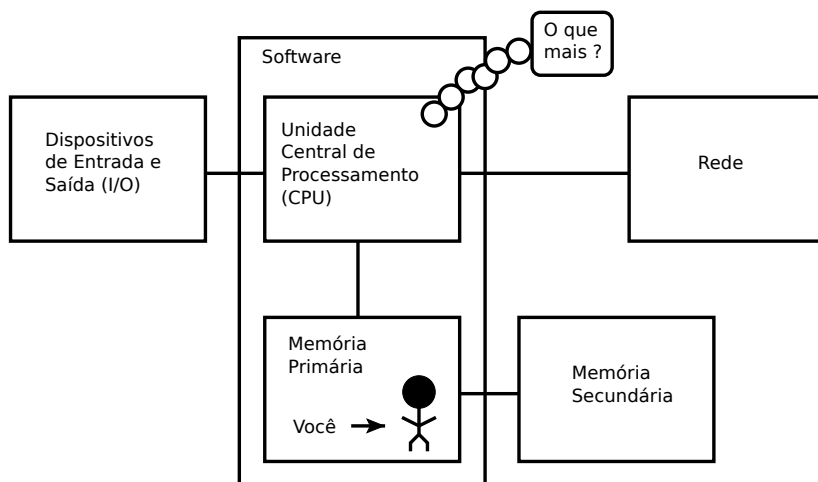 O que
mais ?
Software
Dispositivos
de Entrada e
Saída (I/O)
Unidade
Central de
Processamento
(CPU)
Rede
Memória
Primária
Você
Memória
Secundária